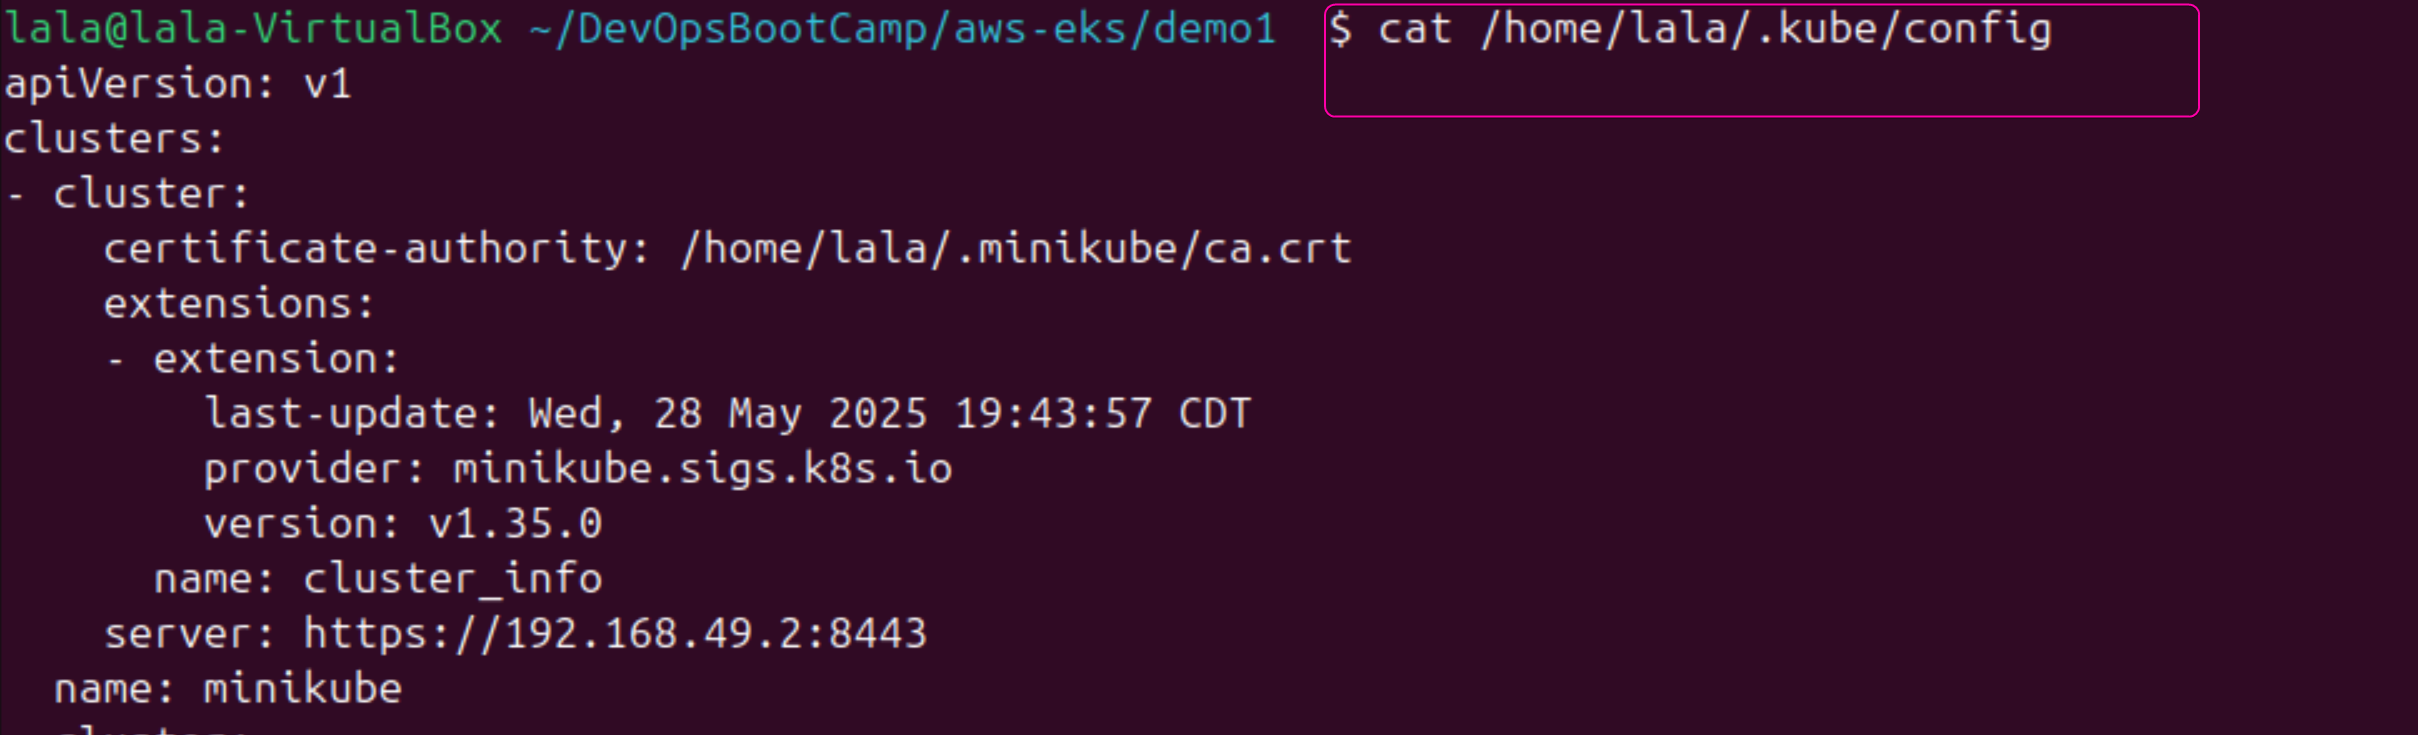 lala@lala-VirtualBox ~/DevOpsBootCamp/aws-eks/demo1 $ cat /home/lala/.kube/config
apiVersion: v1
clusters:
- cluster:
    certificate-authority: /home/lala/.minikube/ca.crt
    extensions:
    - extension:
        last-update: Wed, 28 May 2025 19:43:57 CDT
        provider: minikube.sigs.k8s.io
        version: v1.35.0
      name: cluster_info
    server: https://192.168.49.2:8443
  name: minikube